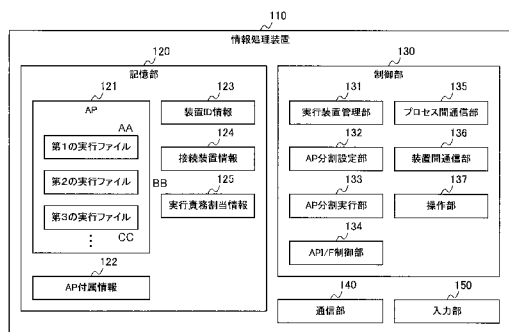 110
情報処理装置
120
記憶部
121
AP
AA
第1の実行ファイル
第2の実行ファイル
BB
第3の実行ファイル
CC
122
AP付属情報
123
装置ID情報
124
接続装置情報
125
実行責務割当情報
130
制御部
131
実行装置管理部
132
AP分割設定部
133
AP分割実行部
134
API/F制御部
135
プロセス間通信部
136
装置間通信部
137
操作部
140
通信部
150
入力部